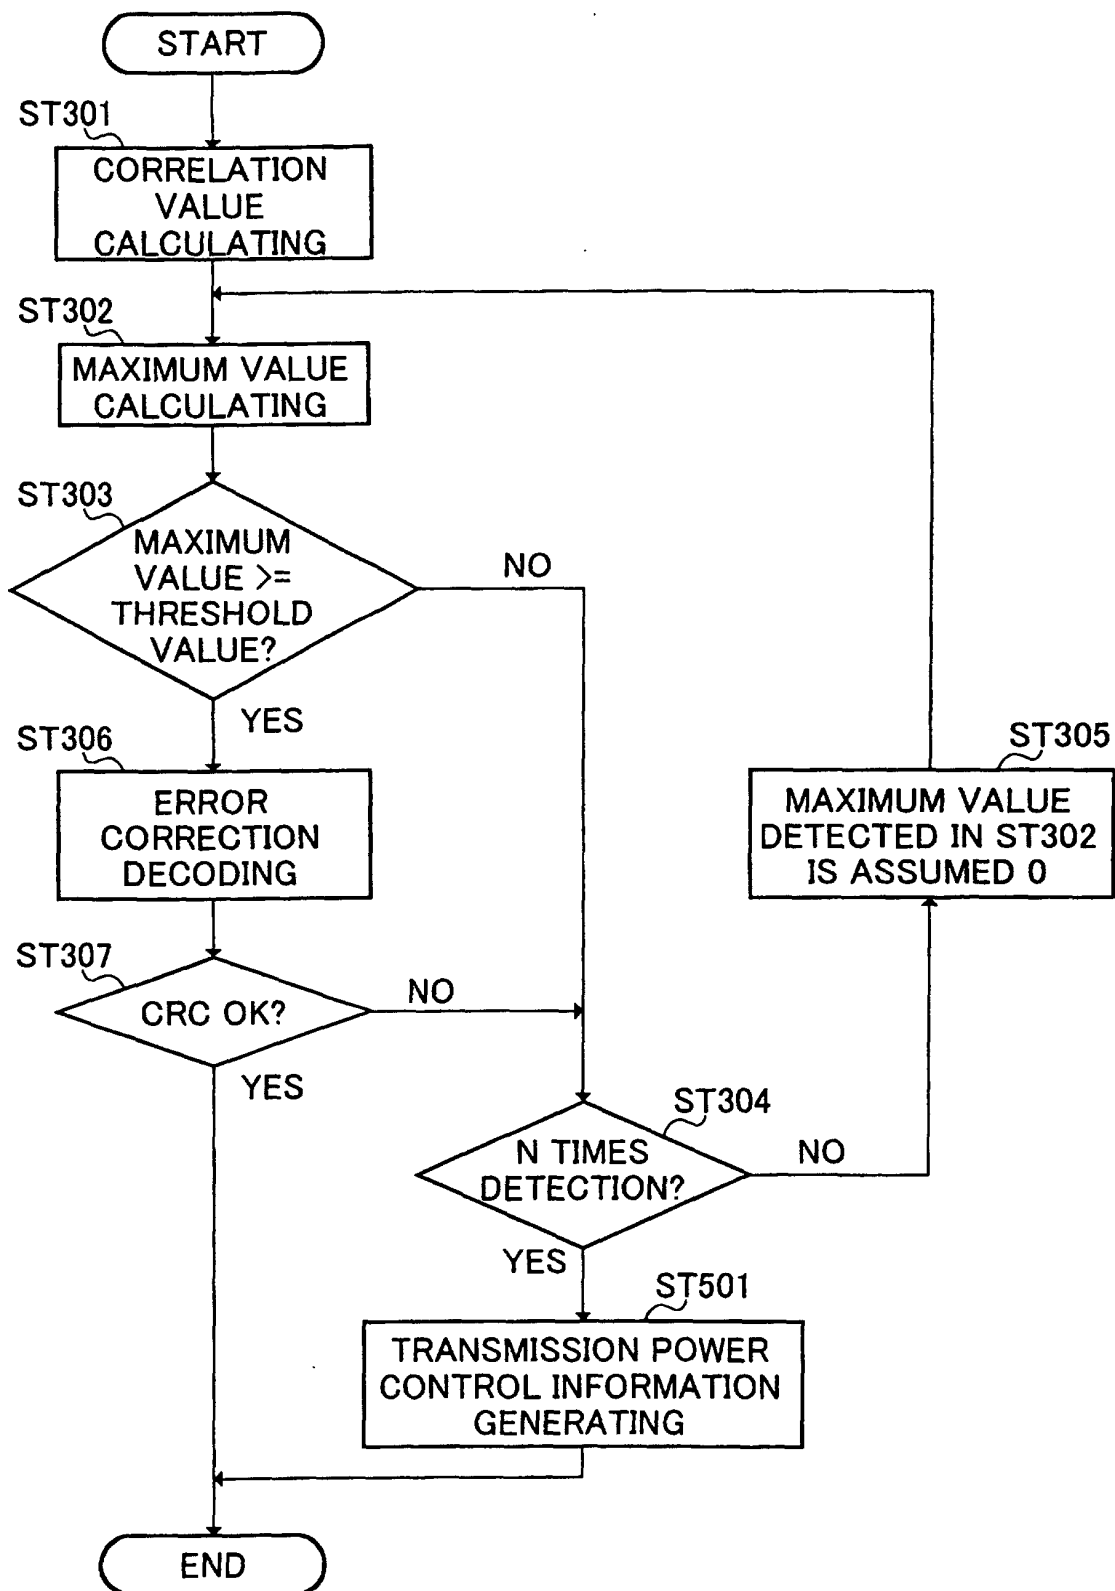 START
ST301
CORRELATION
VALUE
CALCULATING
ST302
MAXIMUM VALUE
CALCULATING
ST303
MAXIMUM
VALUE >=
THRESHOLD
VALUE?
NO
YES
ST306
ERROR
CORRECTION
DECODING
ST305
MAXIMUM VALUE
DETECTED IN ST302
IS ASSUMED 0
ST307
CRC OK?
NO
YES
ST304
N TIMES
DETECTION?
NO
YES
ST501
TRANSMISSION POWER
CONTROL INFORMATION
GENERATING
END